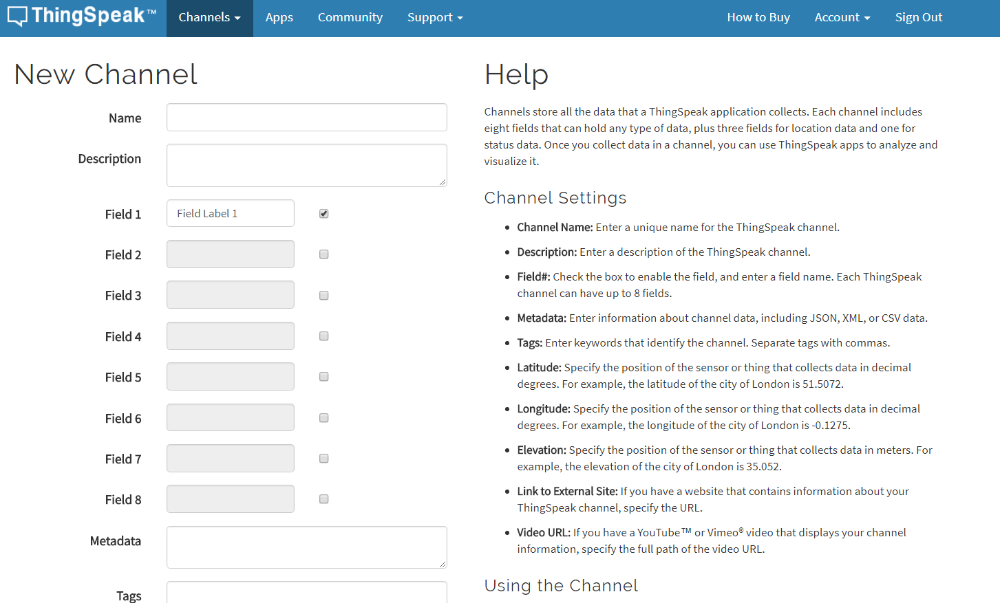 ThingSpeak™ Channels Apps Community Support How to Buy Account Sign Out
New Channel
Name
Description
Field 1 Field Label 1
Field 2
Field 3
Field 4
Field 5
Field 6
Field 7
Field 8
Metadata
Tags
Help
Channels store all the data that a ThingSpeak application collects. Each channel includes
eight fields that can hold any type of data, plus three fields for location data and one for
status data. Once you collect data in a channel, you can use ThingSpeak apps to analyze and
visualize it.
Channel Settings
• Channel Name: Enter a unique name for the ThingSpeak channel.
• Description: Enter a description of the ThingSpeak channel.
• Field#: Check the box to enable the field, and enter a field name. Each ThingSpeak
channel can have up to 8 fields.
• Metadata: Enter information about channel data, including JSON, XML, or CSV data.
• Tags: Enter keywords that identify the channel. Separate tags with commas.
• Latitude: Specify the position of the sensor or thing that collects data in decimal
degrees. For example, the latitude of the city of London is 51.5072.
• Longitude: Specify the position of the sensor or thing that collects data in decimal
degrees. For example, the longitude of the city of London is -0.1275.
• Elevation: Specify the position of the sensor or thing that collects data in meters. For
example, the elevation of the city of London is 35.052.
• Link to External Site: If you have a website that contains information about your
ThingSpeak channel, specify the URL.
• Video URL: If you have a YouTube™ or Vimeo® video that displays your channel
information, specify the full path of the video URL.
Using the Channel